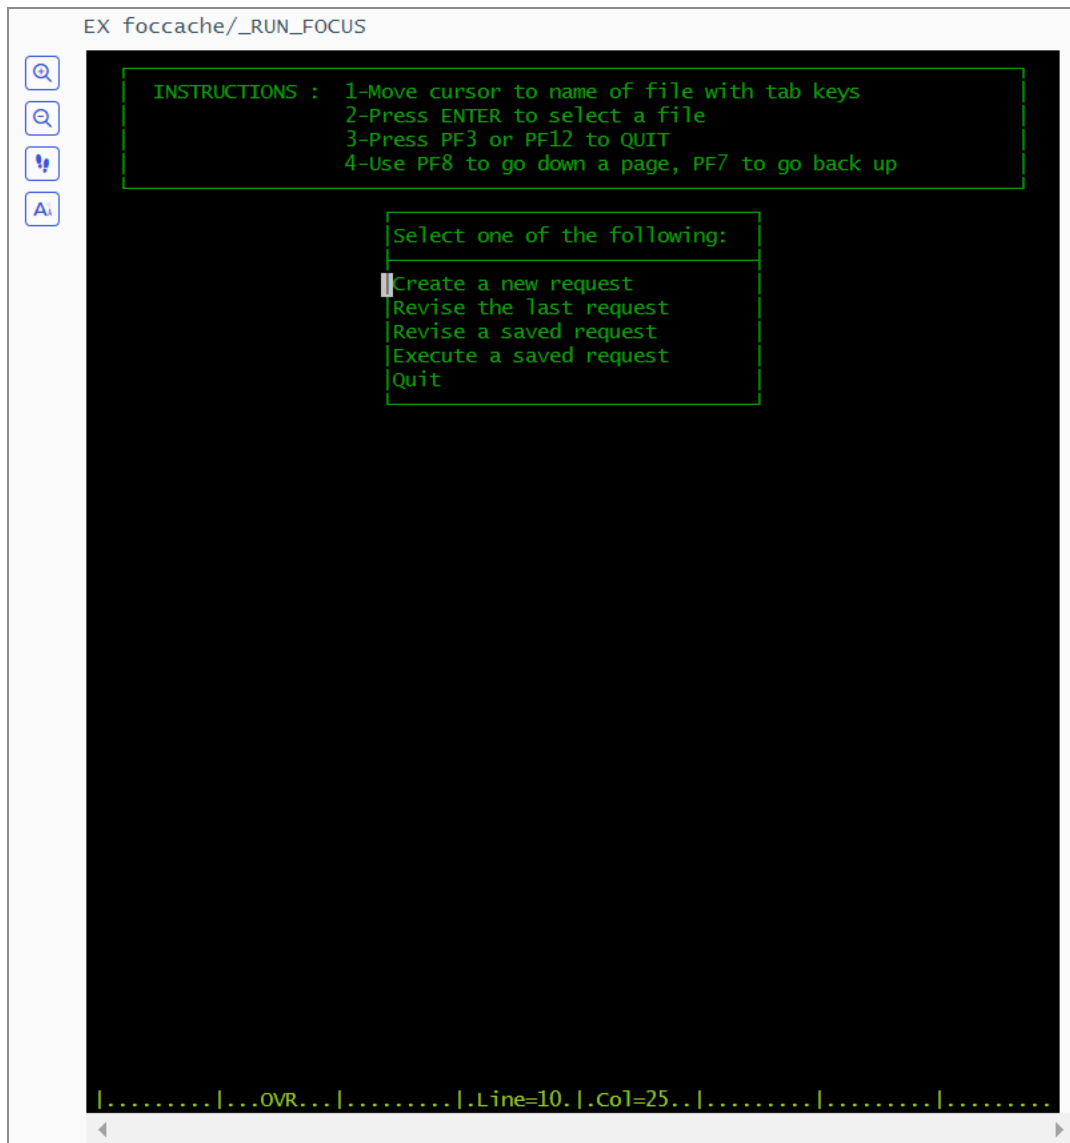 EX foccache/_RUN_FOCUS
INSTRUCTIONS :  1-Move cursor to name of file with tab keys
2-Press ENTER to select a file
3-Press PF3 or PF12 to QUIT
4-Use PF8 to go down a page, PF7 to go back up
Select one of the following:
Create a new request
Revise the last request
Revise a saved request
Execute a saved request
Quit
|.........|...OVR...|.........|.Line=10.|.Col=25..|.........|.........|.........